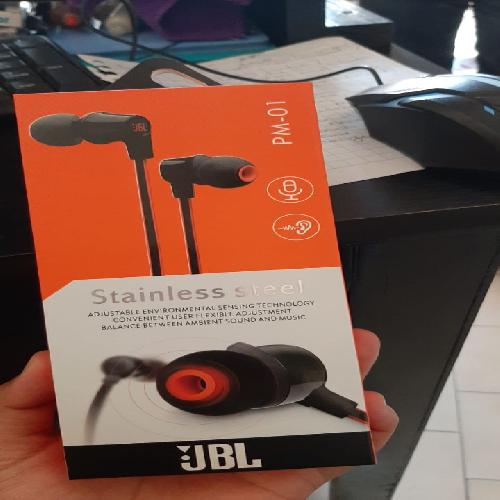 JBL
PM-01
Stainless steel
ADJUSTABLE ENVIRONMENTAL SENSING TECHNOLOGY
CONVENIENT USER FLEXIBLE ADJUSTMENT
BALANCE BETWEEN AMBIENT SOUND AND MUSIC
JBL